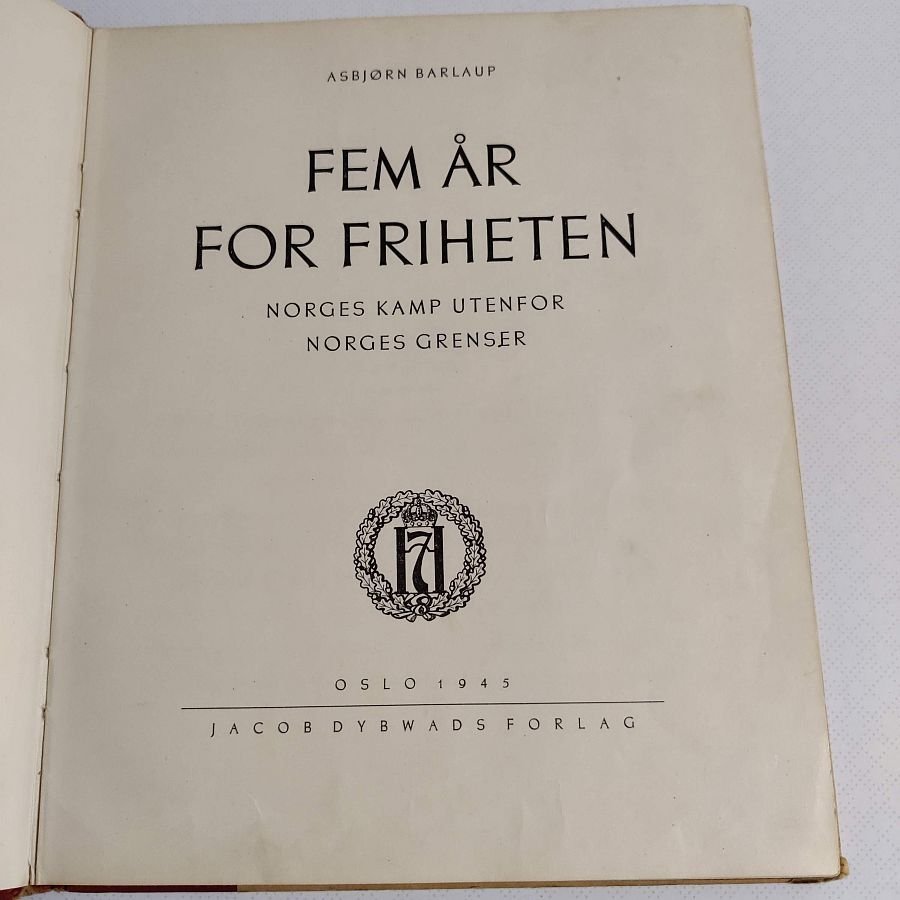 ASBJØRN BARLAUP
FEM ÅR
FOR FRIHETEN
NORGES KAMP UTENFOR
NORGES GRENSER
H7
OSLO 1945
JACOB DYBWADS FORLAG